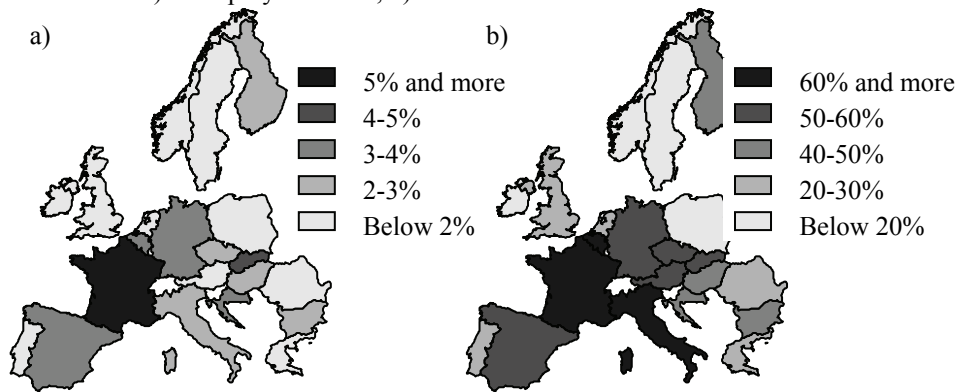 a)
b)
5% and more
60% and more
4-5%
50-60%
3-4%
40-50%
2-3%
20-30%
Below 2%
Below 20%